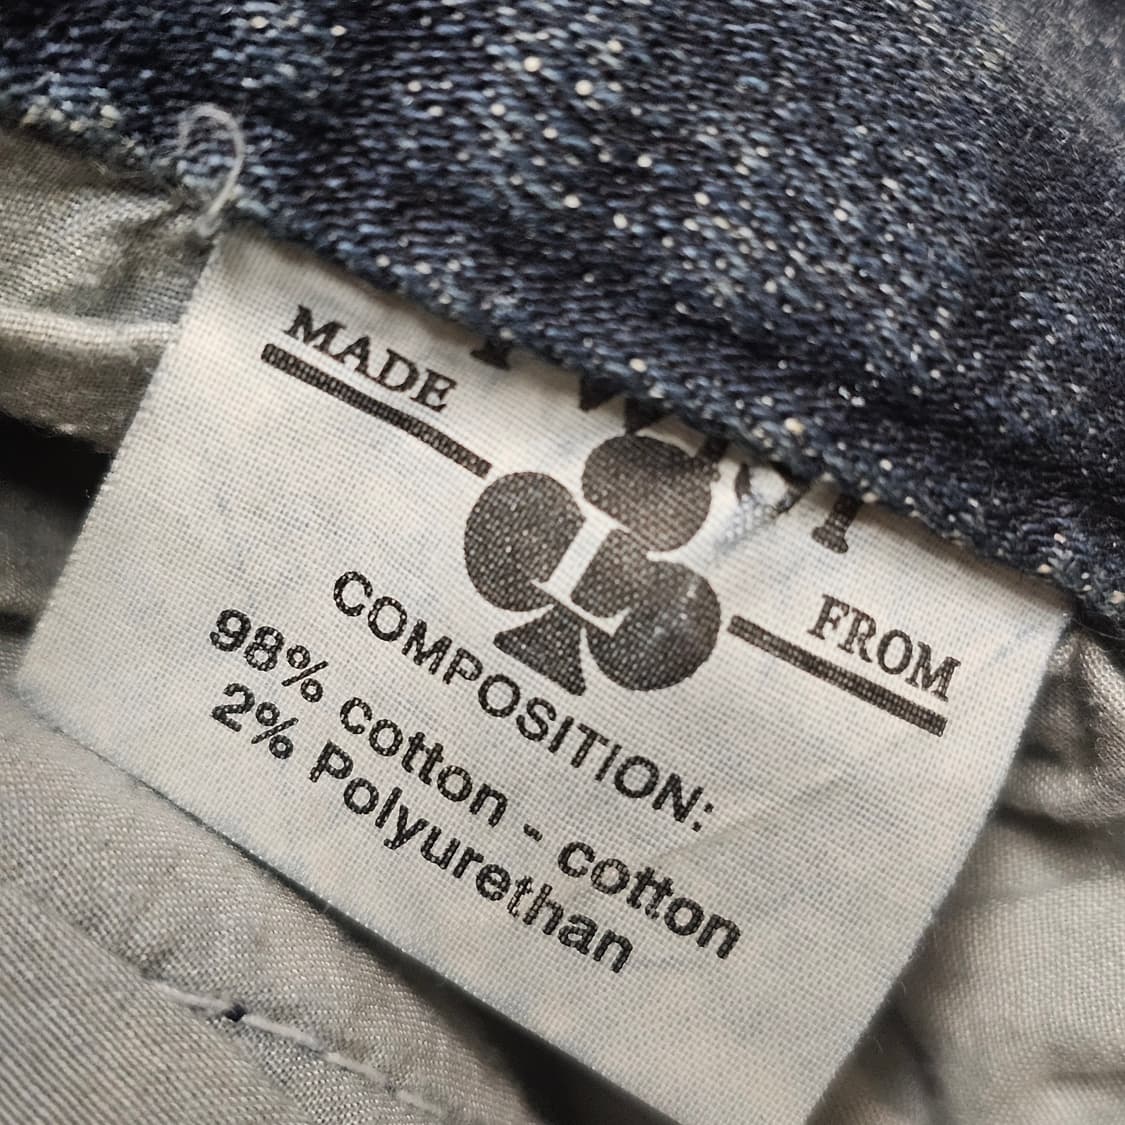 MADE
L
FROM
COMPOSITION:
98% cotton - cotton
2% Polyurethan